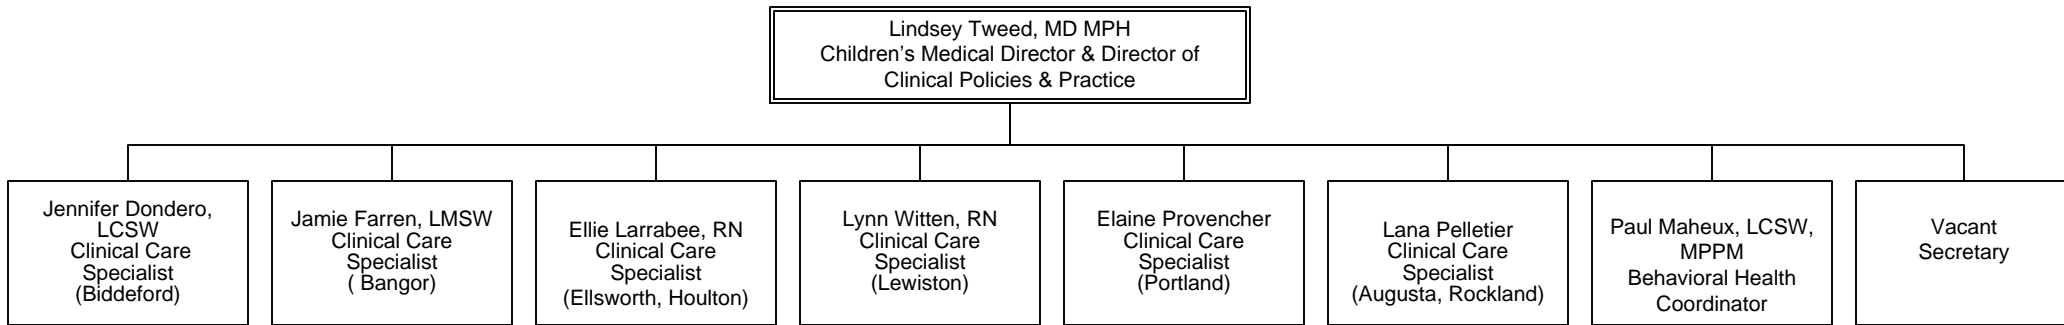 Lindsey Tweed, MD MPH
Children’s Medical Director & Director of
Clinical Policies & Practice
Jennifer Dondero,
LCSW
Clinical Care
Specialist
(Biddeford)
Jamie Farren, LMSW
Clinical Care
Specialist
( Bangor)
Ellie Larrabee, RN
Clinical Care
Specialist
(Ellsworth, Houlton)
Lynn Witten, RN
Clinical Care
Specialist
(Lewiston)
Elaine Provencher
Clinical Care
Specialist
(Portland)
Lana Pelletier
Clinical Care
Specialist
(Augusta, Rockland)
Paul Maheux, LCSW,
MPPM
Behavioral Health
Coordinator
Vacant
Secretary